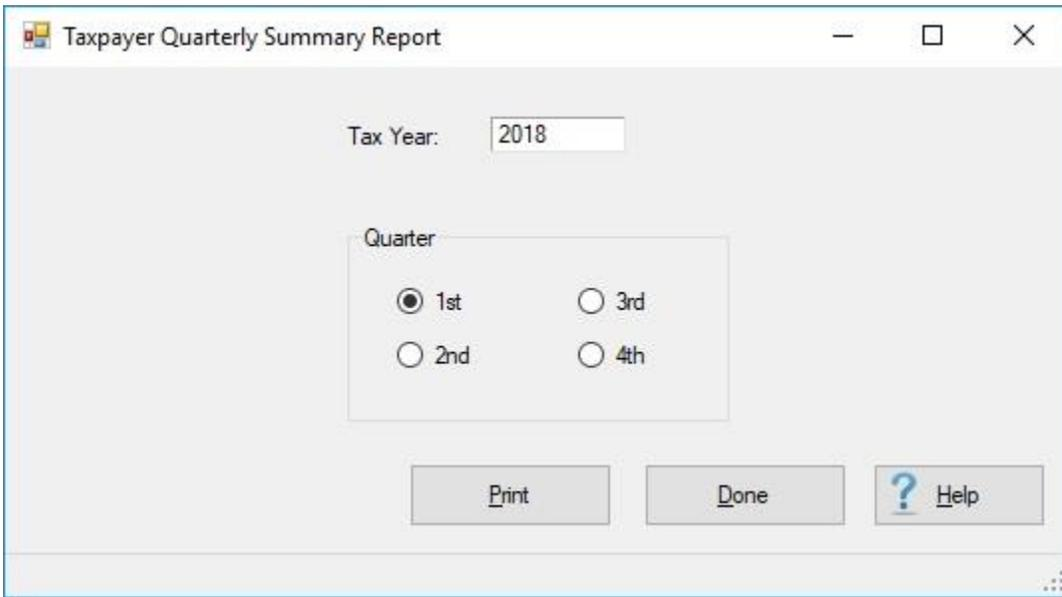 Taxpayer Quarterly Summary Report
Tax Year: 2018
Quarter
1st 3rd
2nd 4th
Print Done ? Help